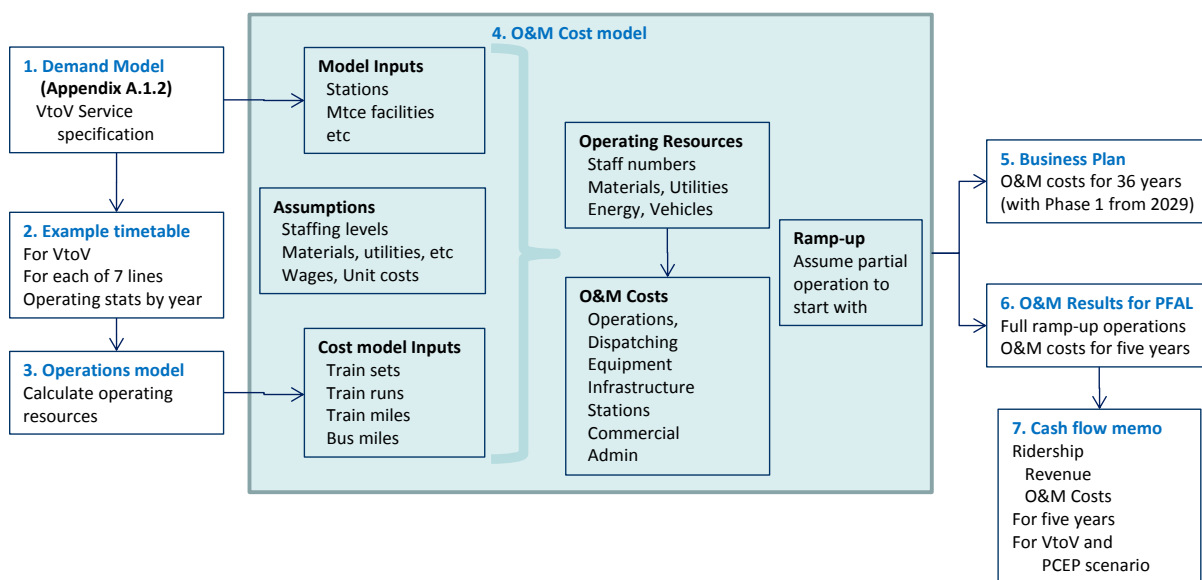 4. O&M Cost model
1. Demand Model
(Appendix A.1.2)
VtoV Service
specification
Model Inputs
Stations
Mtce facilities
etc
2. Example timetable
For VtoV
For each of 7 lines
Operating stats by year
Assumptions
Staffing levels
Materials, utilities, etc
Wages, Unit costs
3. Operations model
Calculate operating
resources
Cost model Inputs
Train sets
Train runs
Train miles
Bus miles
Operating Resources
Staff numbers
Materials, Utilities
Energy, Vehicles
O&M Costs
Operations,
Dispatching
Equipment
Infrastructure
Stations
Commercial
Admin
Ramp-up
Assume partial
operation to
start with
5. Business Plan
O&M costs for 36 years
(with Phase 1 from 2029)
6. O&M Results for PFAL
Full ramp-up operations
O&M costs for five years
7. Cash flow memo
Ridership
Revenue
O&M Costs
For five years
For VtoV and
PCEP scenario